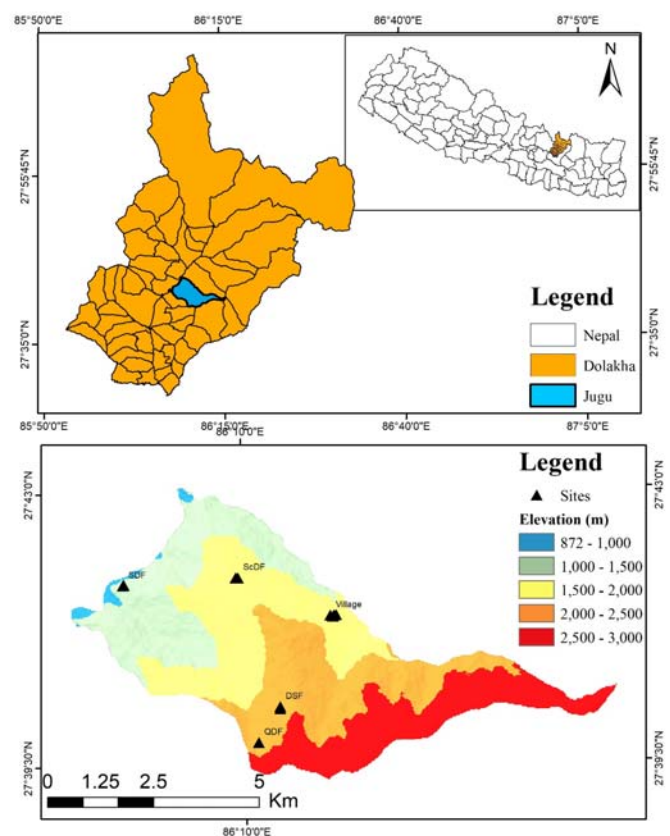 85°50'0"E 86°15'0"E 86°40'0"E 87°5'0"E
N
27°55'45"N 27°55'45"N
Legend
Nepal
Dolakha
Jugu
27°35'0"N 27°35'0"N
85°50'0"E 86°15'0"E 86°40'0"E 87°5'0"E
86°10'0"E
Legend
Sites
Elevation (m)
872 - 1,000
1,000 - 1,500
1,500 - 2,000
2,000 - 2,500
2,500 - 3,000
27°43'0"N 27°43'0"N
SDF
ScDF
Village
DSF
QDF
27°39'30"N 27°39'30"N
0 1.25 2.5 5
Km
86°10'0"E